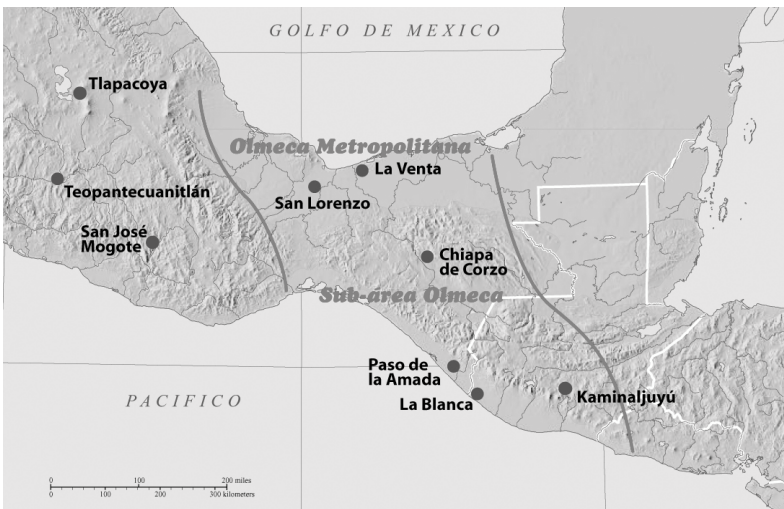 GOLFO DE MEXICO
Tlapacoya
Olmeca Metropolitana
La Venta
Teopantecuanitlán
San Lorenzo
San José
Mogote
Chiapa
de Corzo
Sub-área Olmeca
Paso de
la Amada
La Blanca
Kaminaljuyú
PACIFICO
0 100 200 miles
0 100 200 300 kilometers